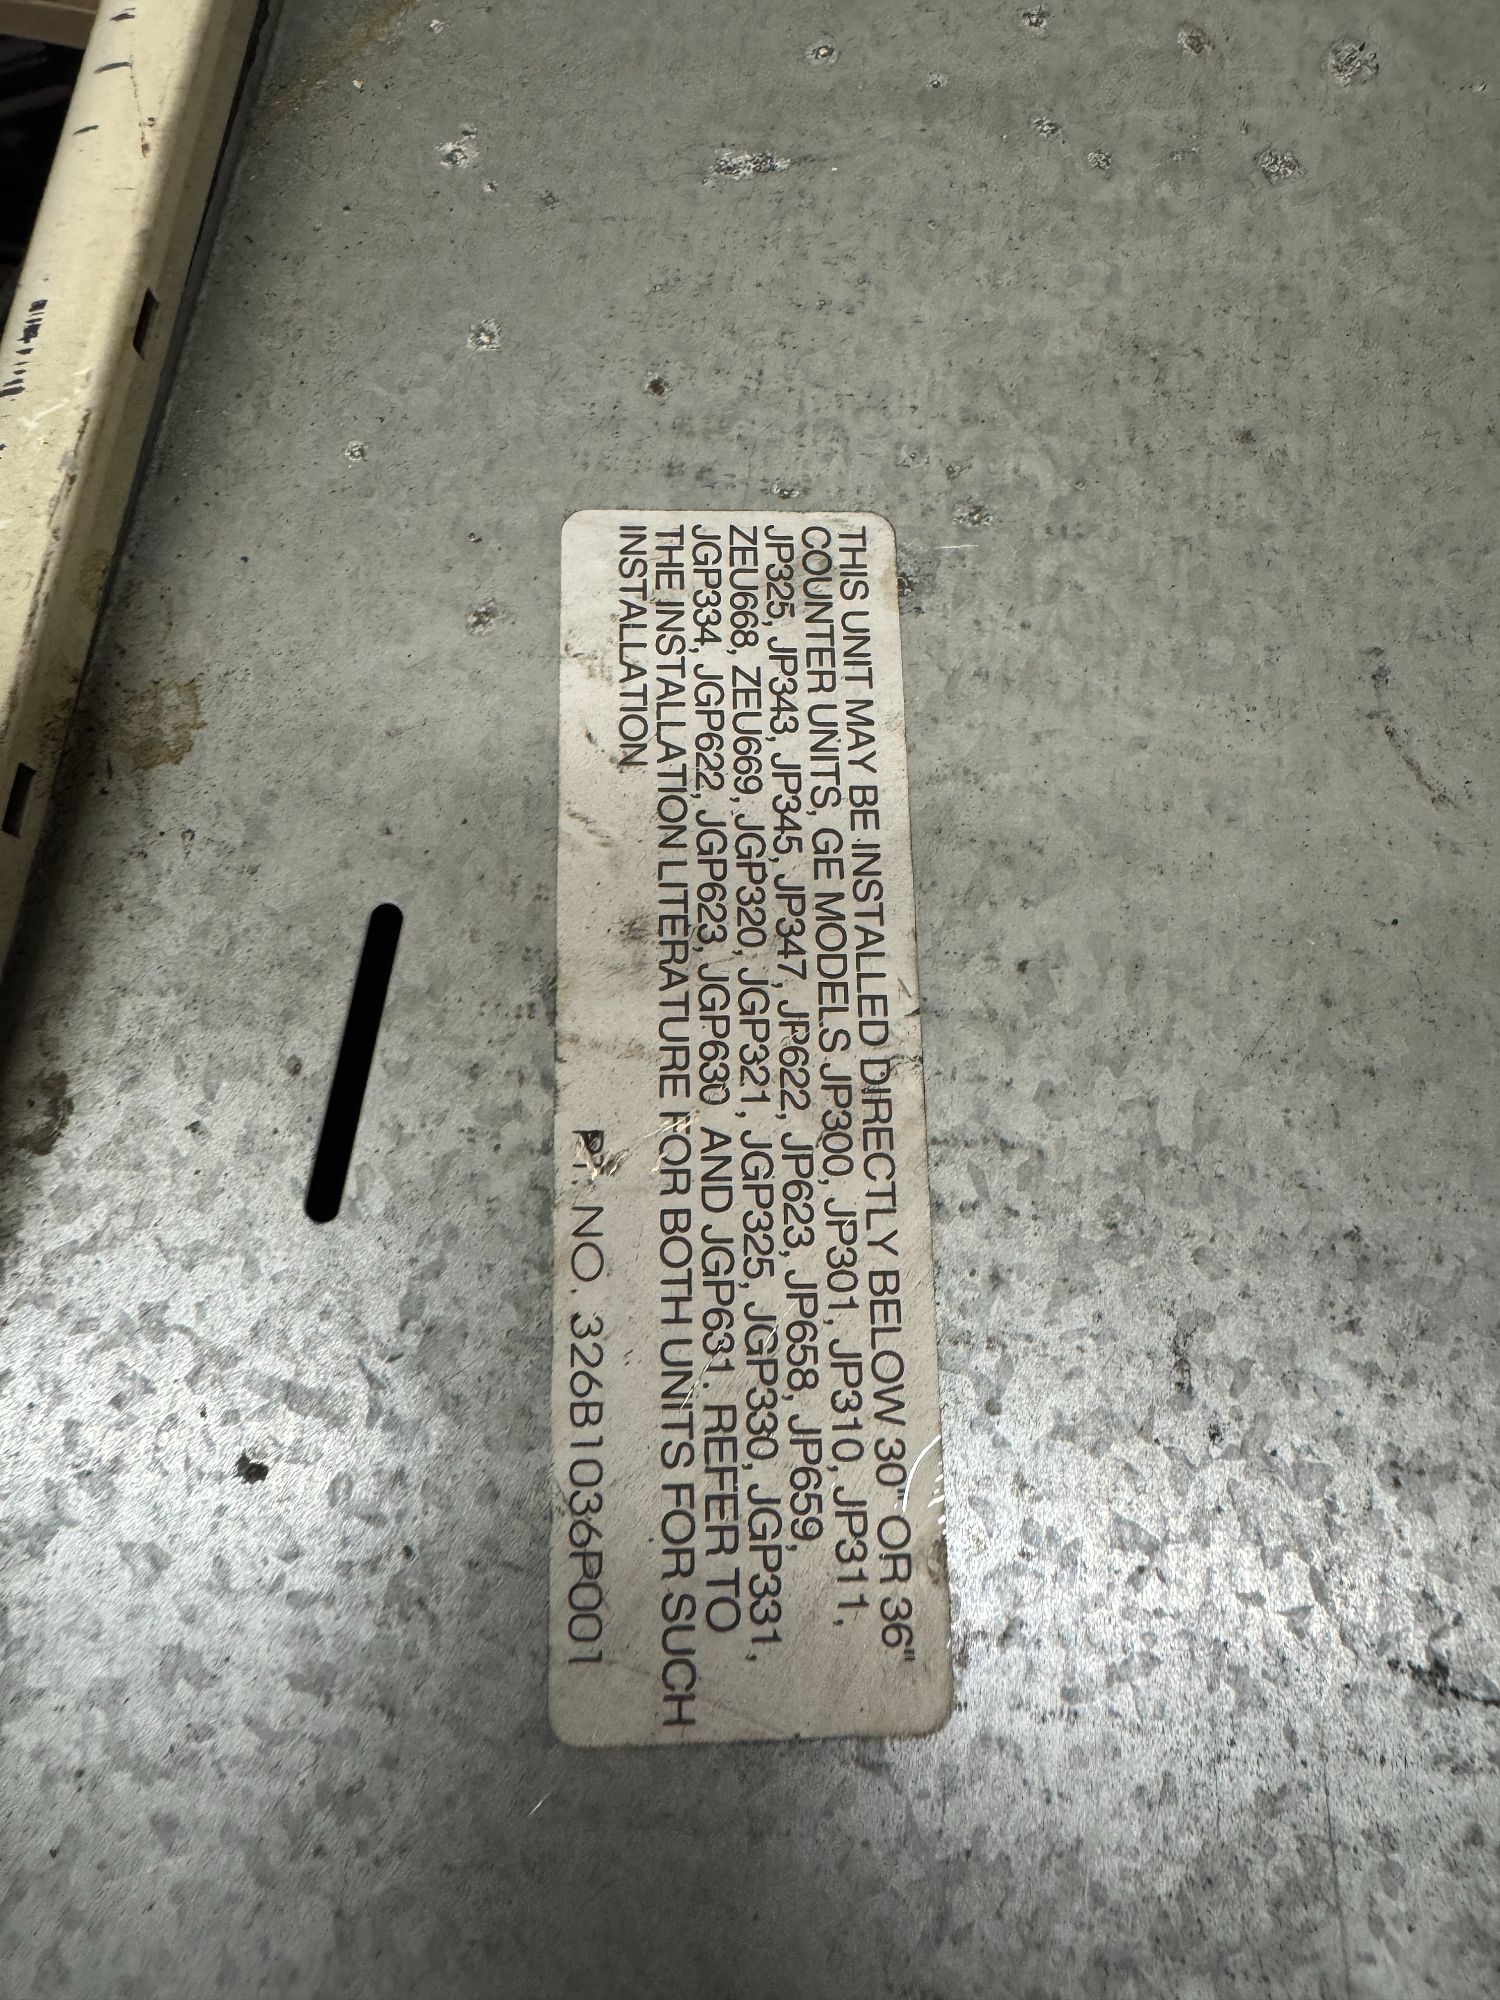 THIS UNIT MAY BE INSTALLED DIRECTLY BELOW 30" OR 36"
COUNTER UNITS, GE MODELS JP300, JP301, JP310, JP311,
JP325, JP343, JP345, JP347, JP622, JP623, JP658, JP659,
ZEU668, ZEU669, JGP320, JGP321, JGP325, JGP330, JGP331,
JGP334, JGP622, JGP623, JGP630 AND JGP631. REFER TO
THE INSTALLATION LITERATURE FOR BOTH UNITS FOR SUCH
INSTALLATION
PT. NO. 326B1036P001